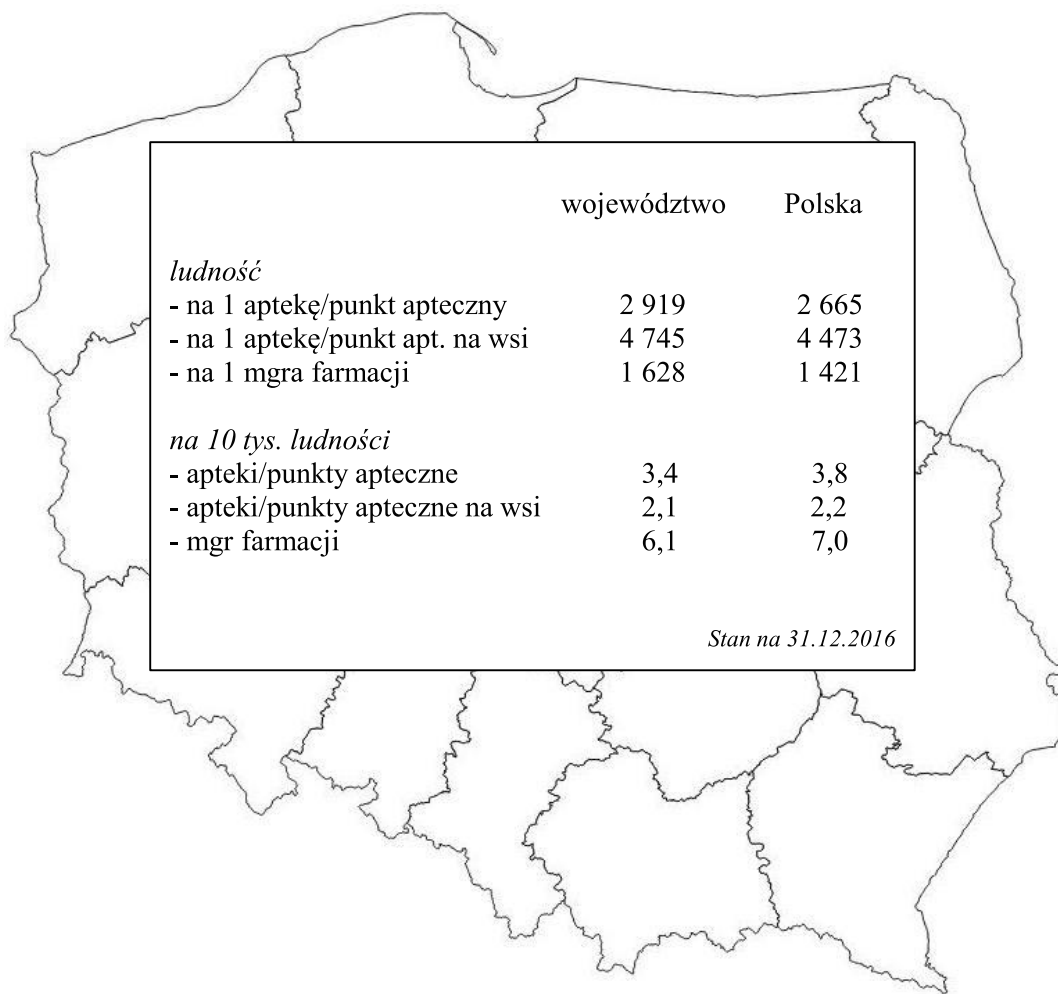 województwo Polska
ludność
- na 1 aptekę/punkt apteczny 2 919 2 665
- na 1 aptekę/punkt apt. na wsi 4 745 4 473
- na 1 mgra farmacji 1 628 1 421
na 10 tys. ludności
- apteki/punkty apteczne 3,4 3,8
- apteki/punkty apteczne na wsi 2,1 2,2
- mgr farmacji 6,1 7,0
Stan na 31.12.2016